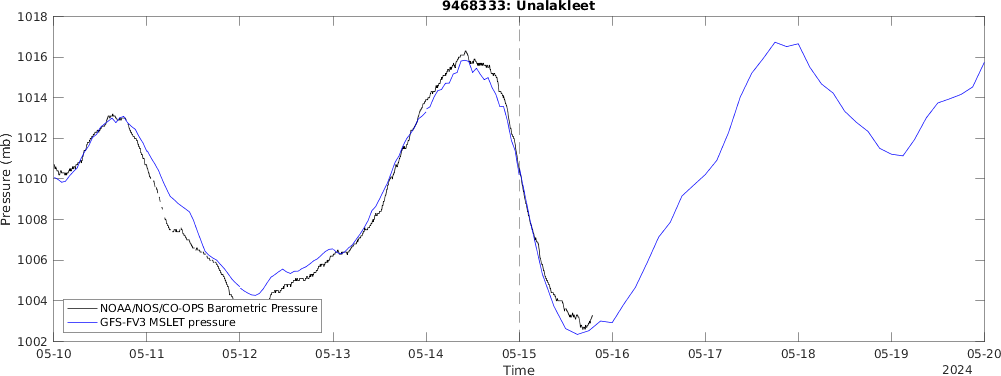 9468333: Unalakleet
Pressure (mb)
1018
1016
1014
1012
1010
1008
1006
1004
1002
NOAA/NOS/CO-OPS Barometric Pressure
GFS-FV3 MSLET pressure
05-10 05-11 05-12 05-13 05-14 05-15 05-16 05-17 05-18 05-19 05-20
Time
2024